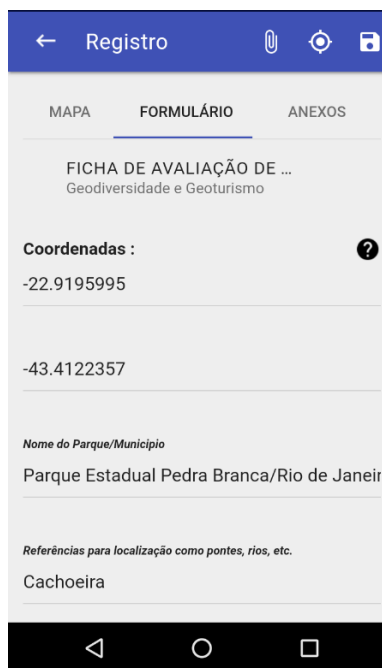 Registro
MAPA FORMULÁRIO ANEXOS
FICHA DE AVALIAÇÃO DE ...
Geodiversidade e Geoturismo
Coordenadas :
-22.9195995
-43.4122357
Nome do Parque/Municipio
Parque Estadual Pedra Branca/Rio de Janeir
Referências para localização como pontes, rios, etc.
Cachoeira